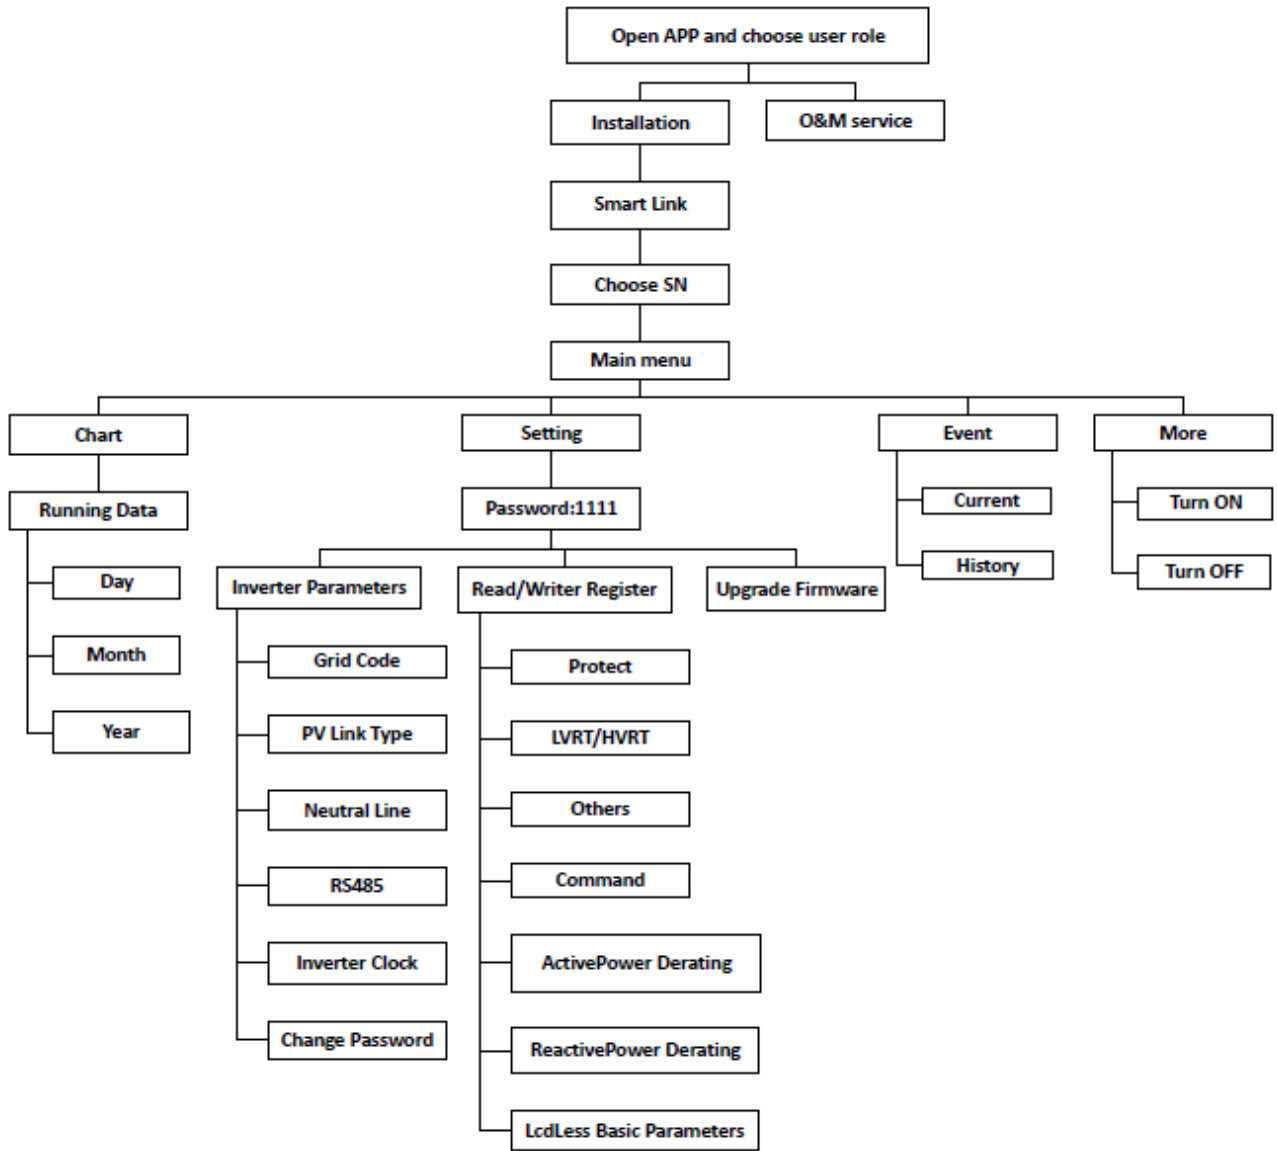 Open APP and choose user role
Installation
O&M service
Smart Link
Choose SN
Main menu
Chart
Setting
Event
More
Running Data
Password:1111
Current
Turn ON
Day
Inverter Parameters
Read/Writer Register
Upgrade Firmware
History
Turn OFF
Month
Year
Grid Code
PV Link Type
Neutral Line
RS485
Inverter Clock
Change Password
Protect
LVRT/HVRT
Others
Command
ActivePower Derating
ReactivePower Derating
LcdLess Basic Parameters